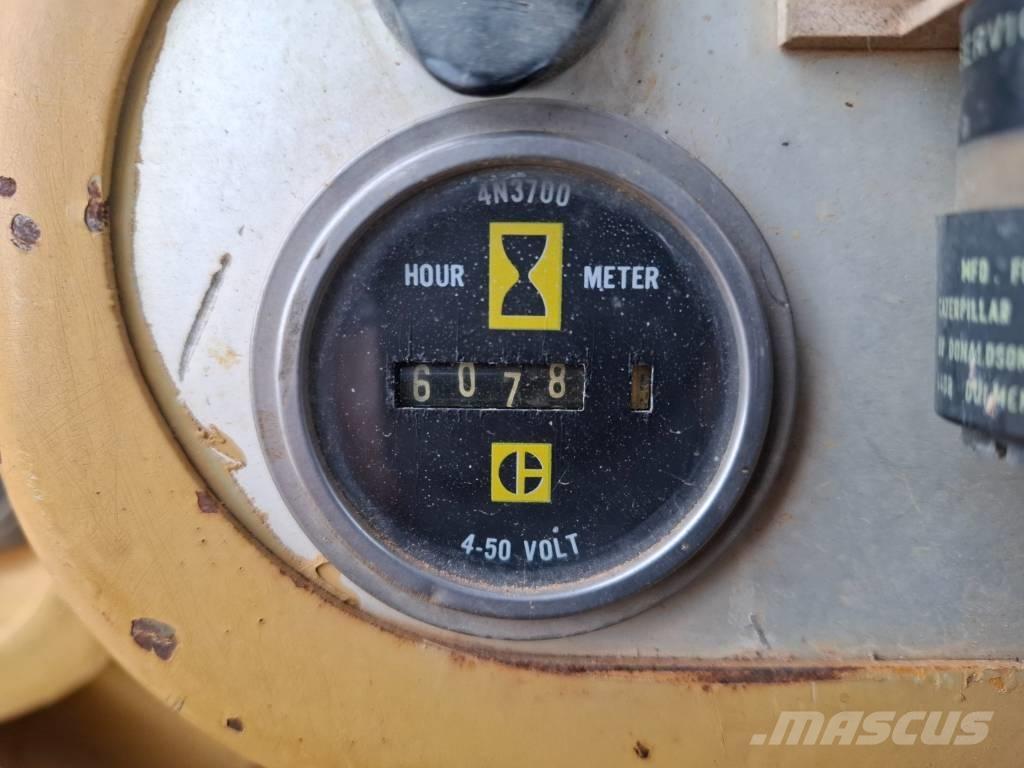 4N3700
HOUR METER
6078
4-50 VOLT
MFD. F
CATERPILLAR
DONALDSON
MASCUS